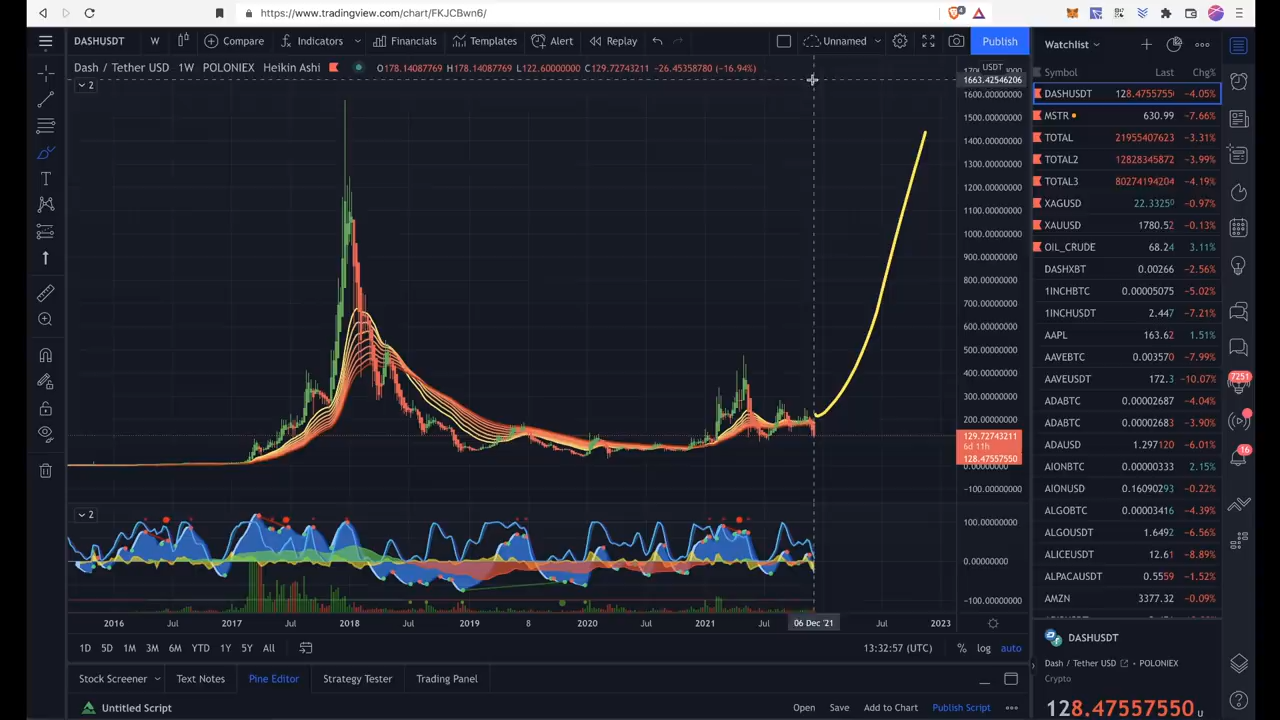 https://www.tradingview.com/chart/FKJCBwn6/
4
DASHUSDT W Compare Indicators Financials Templates Alert Replay Unnamed Publish
Dash / Tether USD 1W POLONIEX Heikin Ashi O178.14087769 H178.14087769 L122.60000000 C129.72743211 −26.45358780 (−16.94%)
2
USDT
1663.42546206
1600.00000000
1500.00000000
1400.00000000
1300.00000000
1200.00000000
1100.00000000
1000.00000000
900.00000000
800.00000000
700.00000000
600.00000000
500.00000000
400.00000000
300.00000000
200.00000000
129.72743211
6d 11h
128.47557550
0.00000000
−100.00000000
2
100.00000000
0.00000000
−100.00000000
2016 Jul 2017 Jul 2018 Jul 2019 8 2020 Jul 2021 Jul 06 Dec '21 Jul 2023
1D 5D 1M 3M 6M YTD 1Y 5Y All 13:32:57 (UTC) % log auto
Stock Screener Text Notes Pine Editor Strategy Tester Trading Panel
Untitled Script Open Save Add to Chart Publish Script
Watchlist
Symbol Last Chg%
DASHUSDT 128.4755755 −4.05%
MSTR 630.99 −7.66%
TOTAL 21955407623 −3.31%
TOTAL2 12828345872 −3.99%
TOTAL3 80274194204 −4.19%
XAGUSD 22.3325 −0.97%
XAUUSD 1780.52 −0.13%
OIL_CRUDE 68.24 3.11%
DASHXBT 0.00266 −2.56%
1INCHBTC 0.00005075 −5.02%
1INCHUSDT 2.447 −7.21%
AAPL 163.62 1.51%
AAVEBTC 0.003570 −7.99%
AAVEUSDT 172.3 −10.07%
ADABTC 0.00002687 −4.04%
ADABTC 0.00002683 −3.90%
ADAUSD 1.297120 −6.01%
AIONBTC 0.00000333 2.15%
AIONUSD 0.16090293 −0.22%
ALGOBTC 0.00003416 −4.39%
ALGOUSDT 1.6492 −6.56%
ALICEUSDT 12.61 −8.89%
ALPACAUSDT 0.5559 −1.52%
AMZN 3377.32 −0.09%
DASHUSDT
Dash / Tether USD POLONIEX
Crypto
128.47557550 U
7251
16